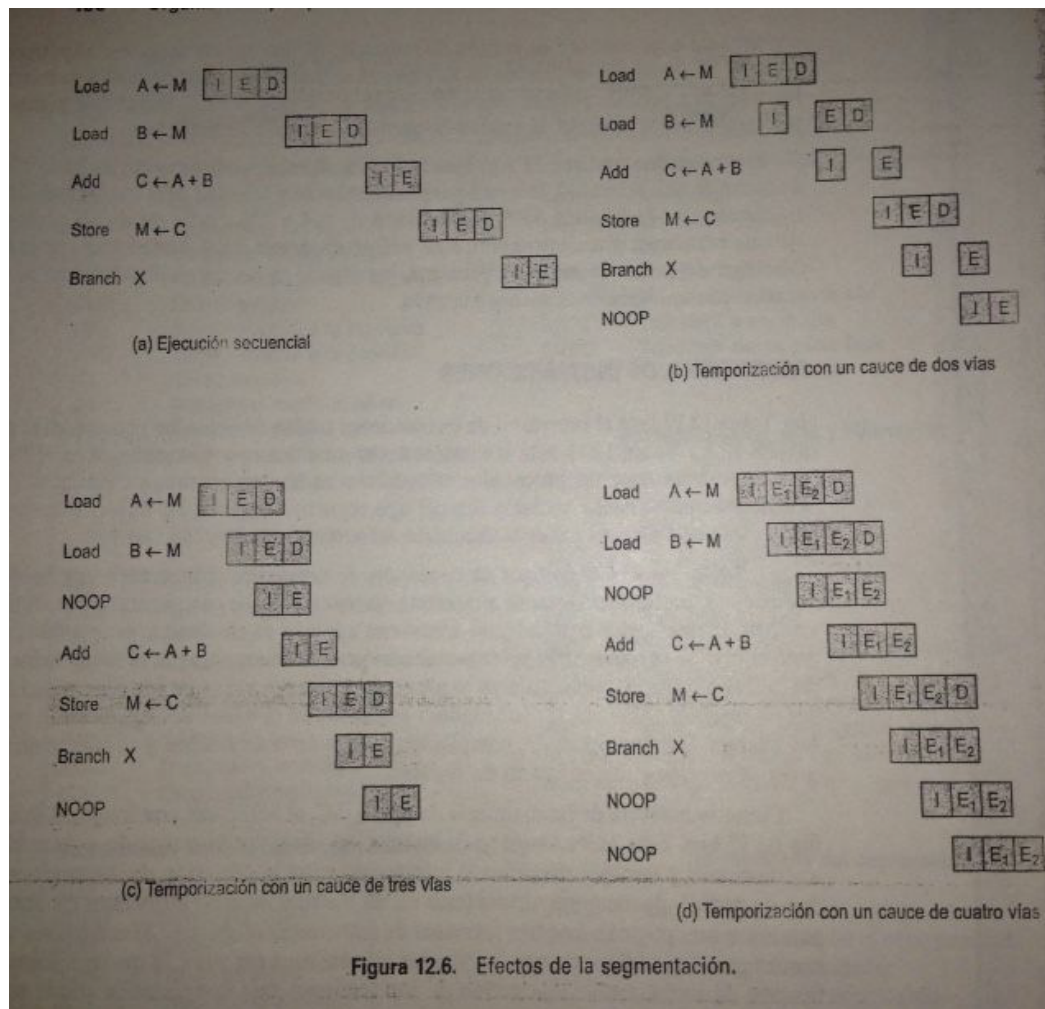 Load A ← M I E D
Load B ← M I E D
Add C ← A + B I E
Store M ← C I E D
Branch X I E
(a) Ejecución secuencial
Load A ← M I E D
Load B ← M I E D
Add C ← A + B I E
Store M ← C I E D
Branch X I E
NOOP I E
(b) Temporización con un cauce de dos vías
Load A ← M I E D
Load B ← M I E D
NOOP I E
Add C ← A + B I E
Store M ← C I E D
Branch X I E
NOOP I E
(c) Temporización con un cauce de tres vías
Load A ← M I E₁ E₂ D
Load B ← M I E₁ E₂ D
NOOP I E₁ E₂
Add C ← A + B I E₁ E₂
Store M ← C I E₁ E₂ D
Branch X I E₁ E₂
NOOP I E₁ E₂
NOOP I E₁ E₂
(d) Temporización con un cauce de cuatro vías
Figura 12.6. Efectos de la segmentación.